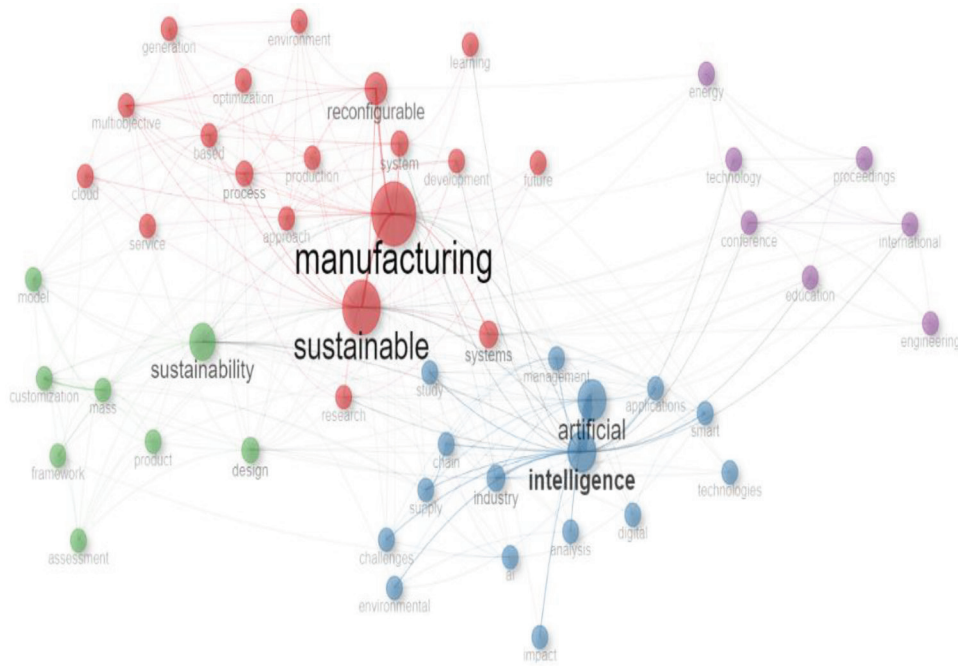 environment
generation
learning
energy
optimization
reconfigurable
multiobjective
based
system
production
development
future
technology
proceedings
process
cloud
approach
service
conference
international
manufacturing
model
education
engineering
sustainable
systems
sustainability
study
management
customization
mass
research
applications
smart
artificial
framework
product
design
chain
industry
intelligence
technologies
supply
digital
analysis
assessment
challenges
ai
environmental
impact